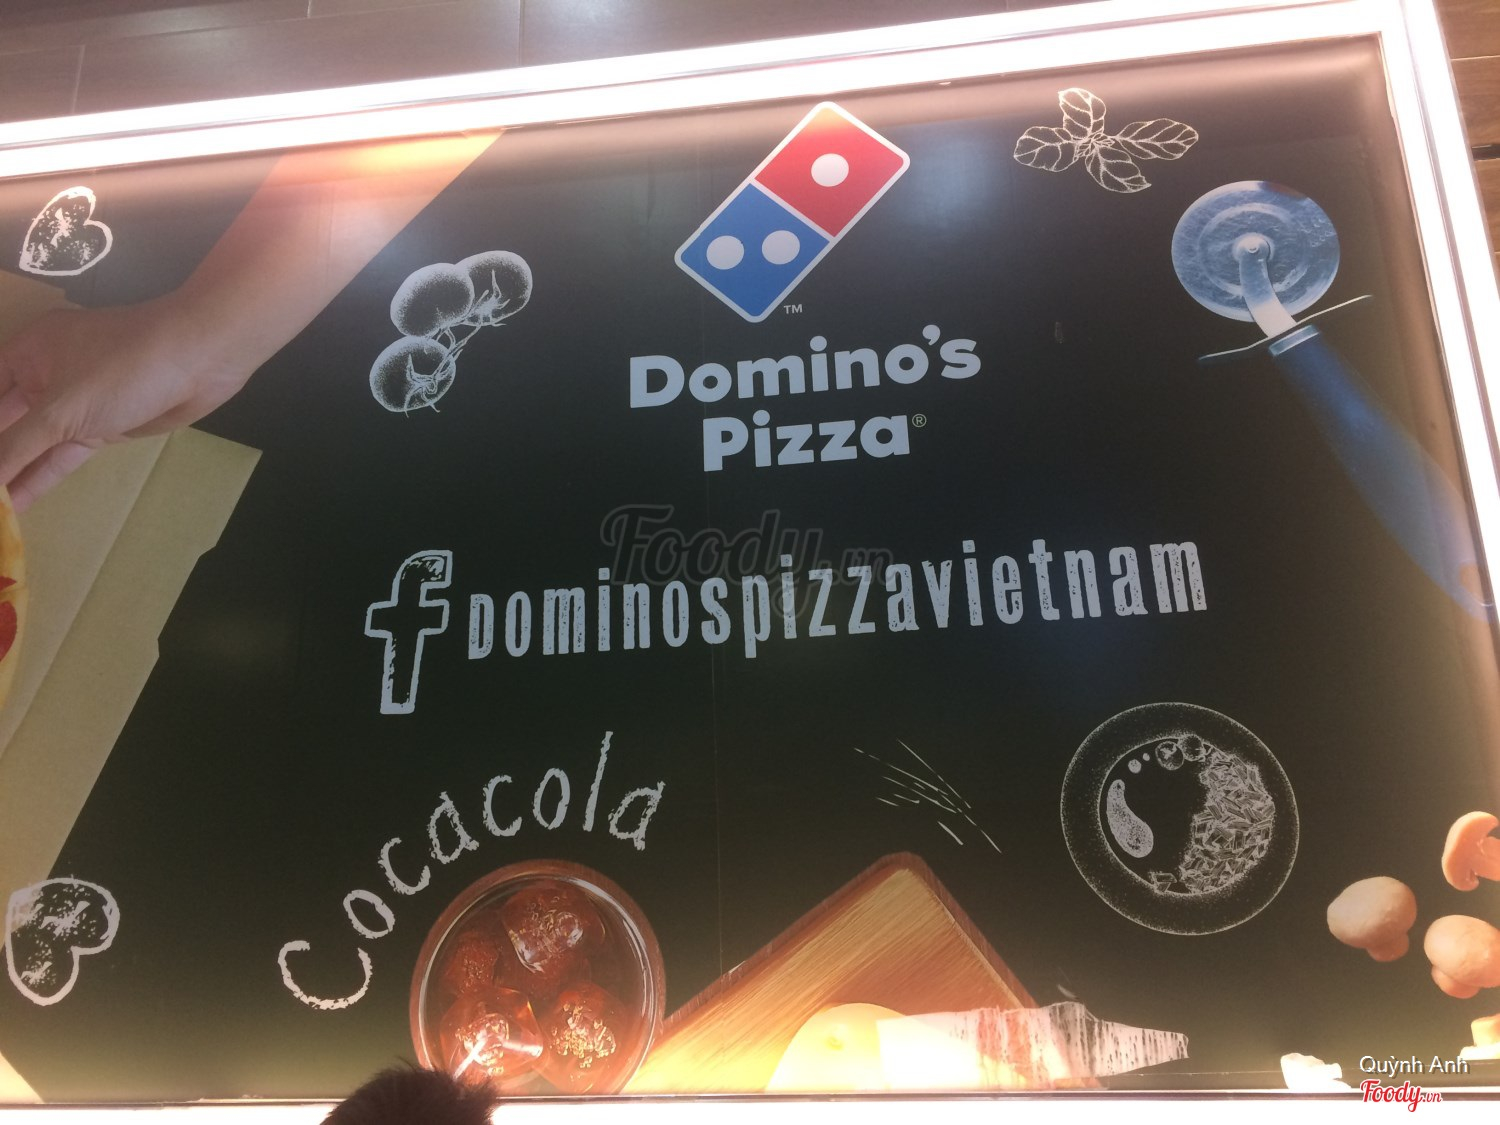 TM
Domino's
Pizza®
f Dominospizzavietnam
Foody.vn
Cocacola
Quỳnh Anh
Foody.vn